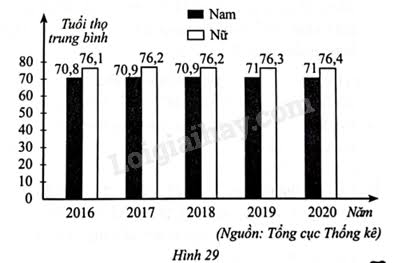 Tuổi thọ
trung bình
Nam
Nữ
80
70
60
50
40
30
20
10
0
70,8 76,1 70,9 76,2 70,9 76,2 71 76,3 71 76,4
2016 2017 2018 2019 2020 Năm
(Nguồn: Tổng cục Thống kê)
Hình 29
Loigiaihay.com